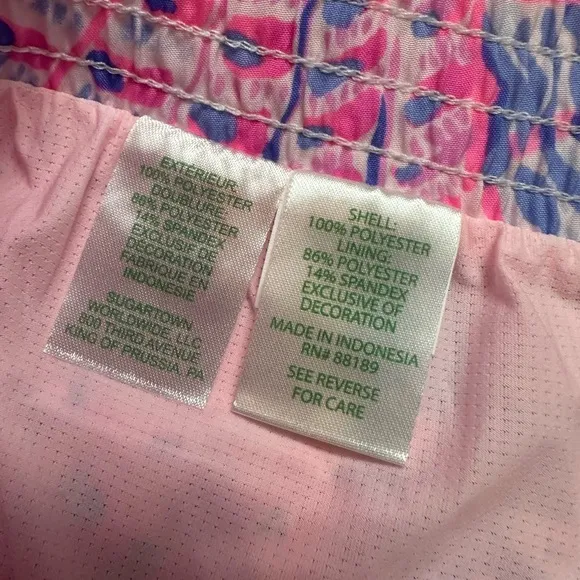 EXTERIEUR:
100% POLYESTER
DOUBLURE:
86% POLYESTER
14% SPANDEX
EXCLUSIF DE
DECORATION
FABRIQUE EN
INDONESIE
SUGARTOWN
WORLDWIDE, LLC
800 THIRD AVENUE,
KING OF PRUSSIA, PA
SHELL:
100% POLYESTER
LINING:
86% POLYESTER
14% SPANDEX
EXCLUSIVE OF
DECORATION
MADE IN INDONESIA
RN# 88189
SEE REVERSE
FOR CARE